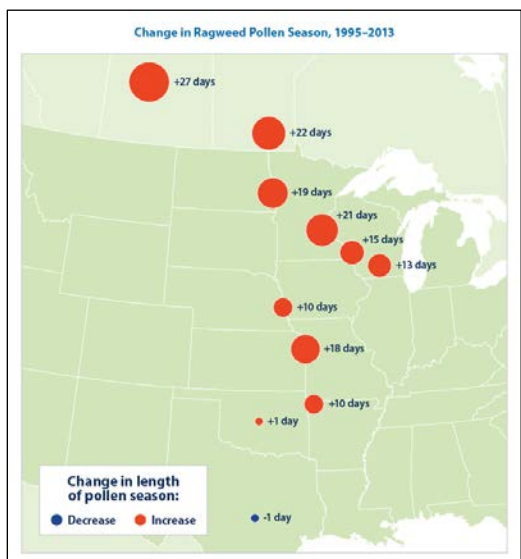 Change in Ragweed Pollen Season, 1995–2013
+27 days
+22 days
+19 days
+21 days
+15 days
+13 days
+10 days
+18 days
+10 days
+1 day
Change in length
of pollen season:
Decrease Increase
-1 day